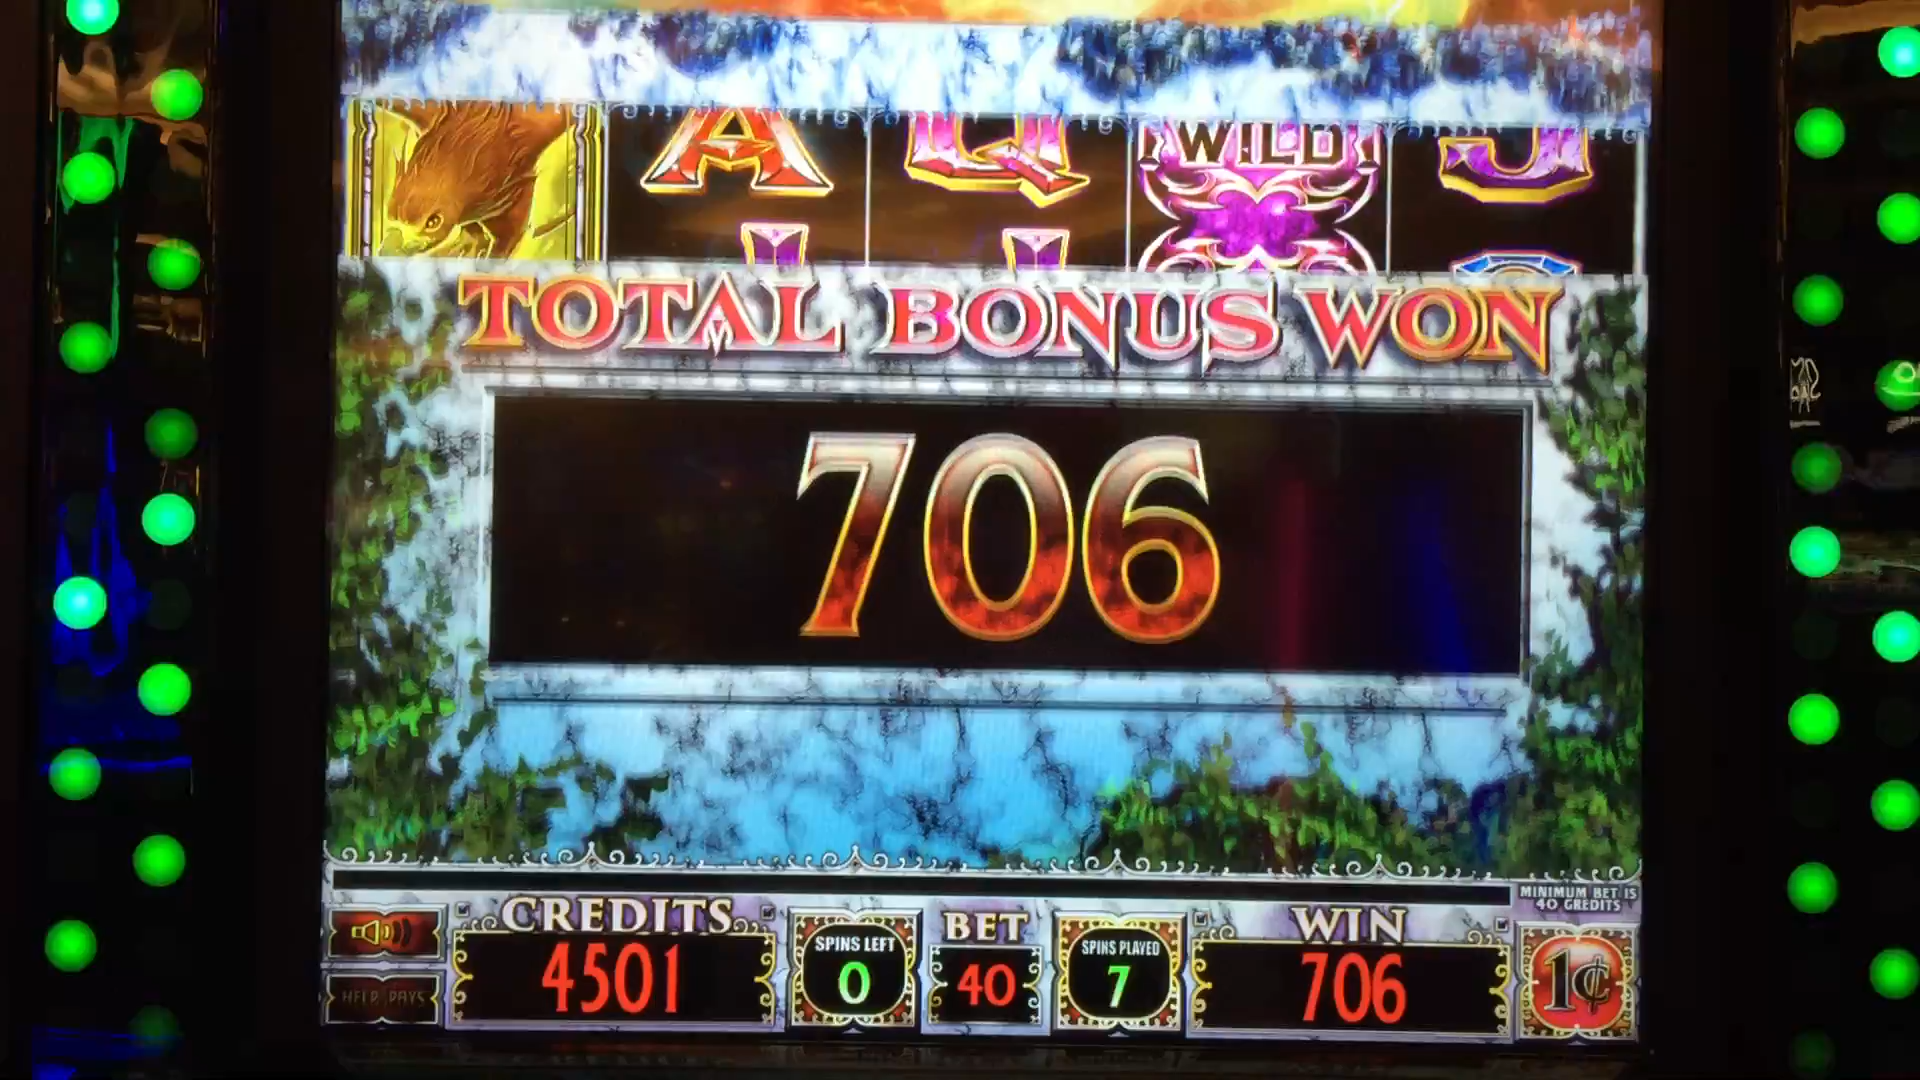 A Q WILD J
TOTAL BONUS WON
706
MINIMUM BET IS
40 CREDITS
CREDITS
4501
SPINS LEFT
0
BET
40
SPINS PLAYED
7
WIN
706
1¢
HELP PAYS